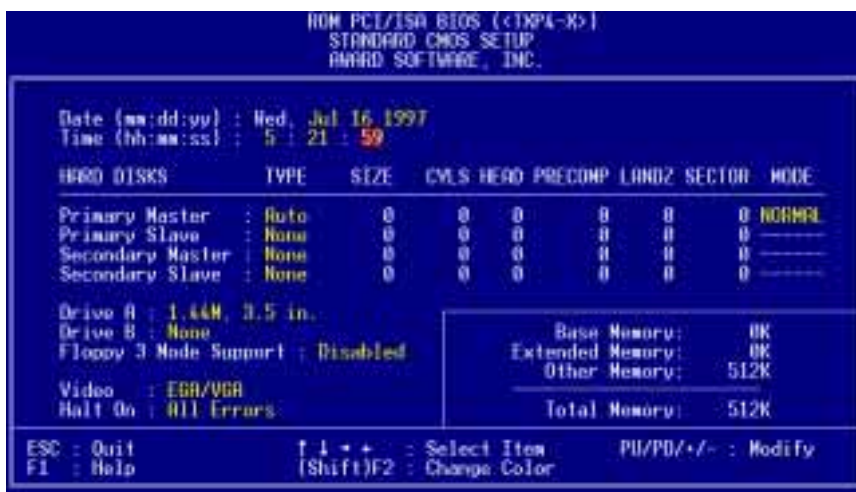 ROM PCI/ISA BIOS (<TXP4-X>)
STANDARD CMOS SETUP
AWARD SOFTWARE, INC.
Date (mm:dd:yy) : Wed, Jul 16 1997
Time (hh:mm:ss) : 5 : 21 : 59
HARD DISKS TYPE SIZE CYLS HEAD PRECOMP LANDZ SECTOR MODE
Primary Master : Auto 0 0 0 0 0 0 NORMAL
Primary Slave : None 0 0 0 0 0 0 ------
Secondary Master : None 0 0 0 0 0 0 ------
Secondary Slave : None 0 0 0 0 0 0 ------
Drive A : 1.44M, 3.5 in.
Drive B : None
Floppy 3 Mode Support : Disabled
Video : EGA/VGA
Halt On : All Errors
Base Memory: 0K
Extended Memory: 0K
Other Memory: 512K
Total Memory: 512K
ESC : Quit ↑ ↓ → ← : Select Item PU/PD/+/- : Modify
F1 : Help (Shift)F2 : Change Color